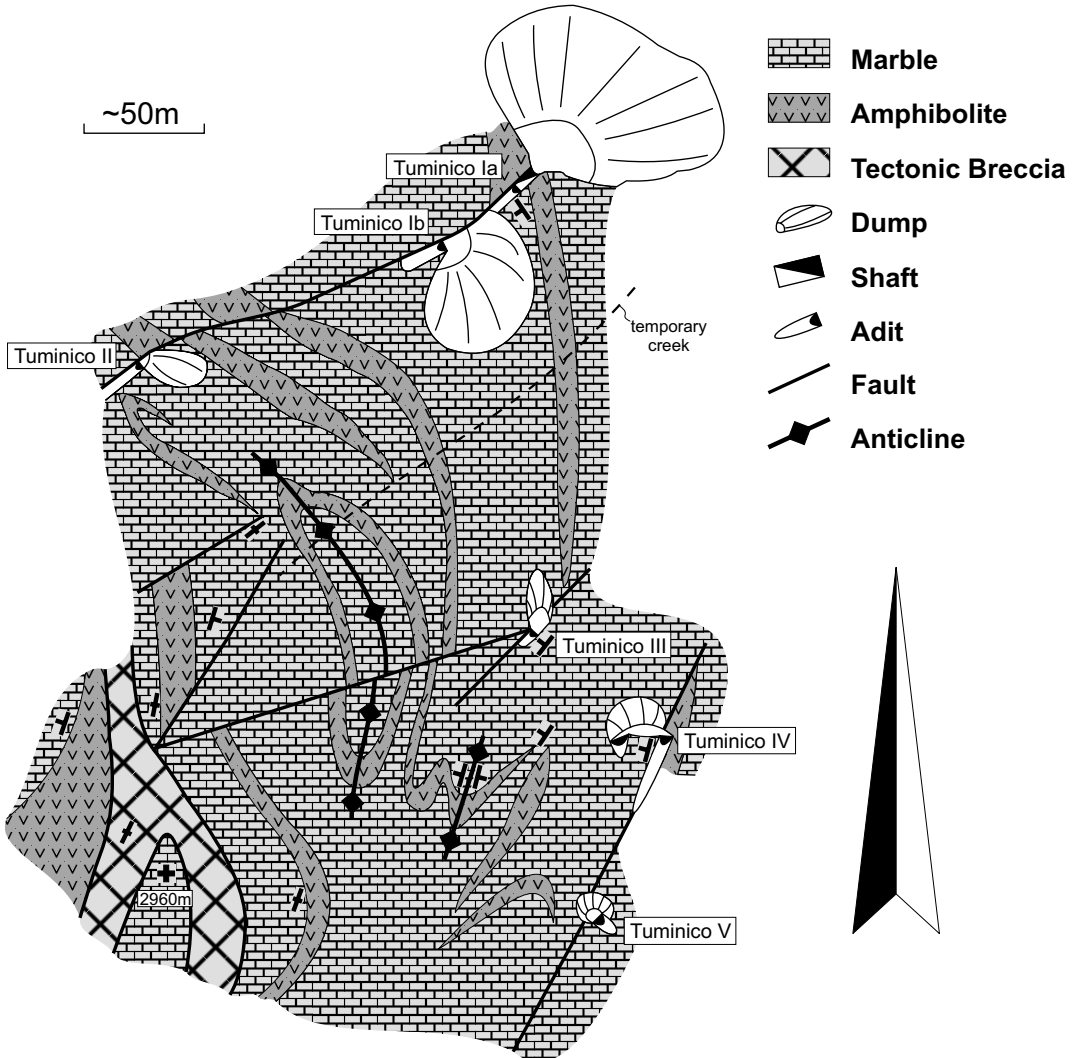 ~50m
Marble
Amphibolite
Tectonic Breccia
Dump
Shaft
Adit
Fault
Anticline
Tuminico Ia
Tuminico Ib
temporary
creek
Tuminico II
Tuminico III
Tuminico IV
2960m
Tuminico V